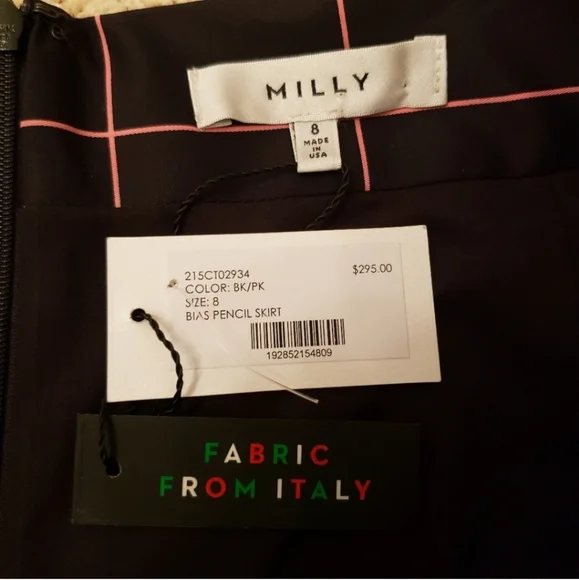 MILLY
8
MADE
IN
USA
215CT02934 $295.00
COLOR: BK/PK
SIZE: 8
BIAS PENCIL SKIRT
192852154809
FABRIC
FROM ITALY